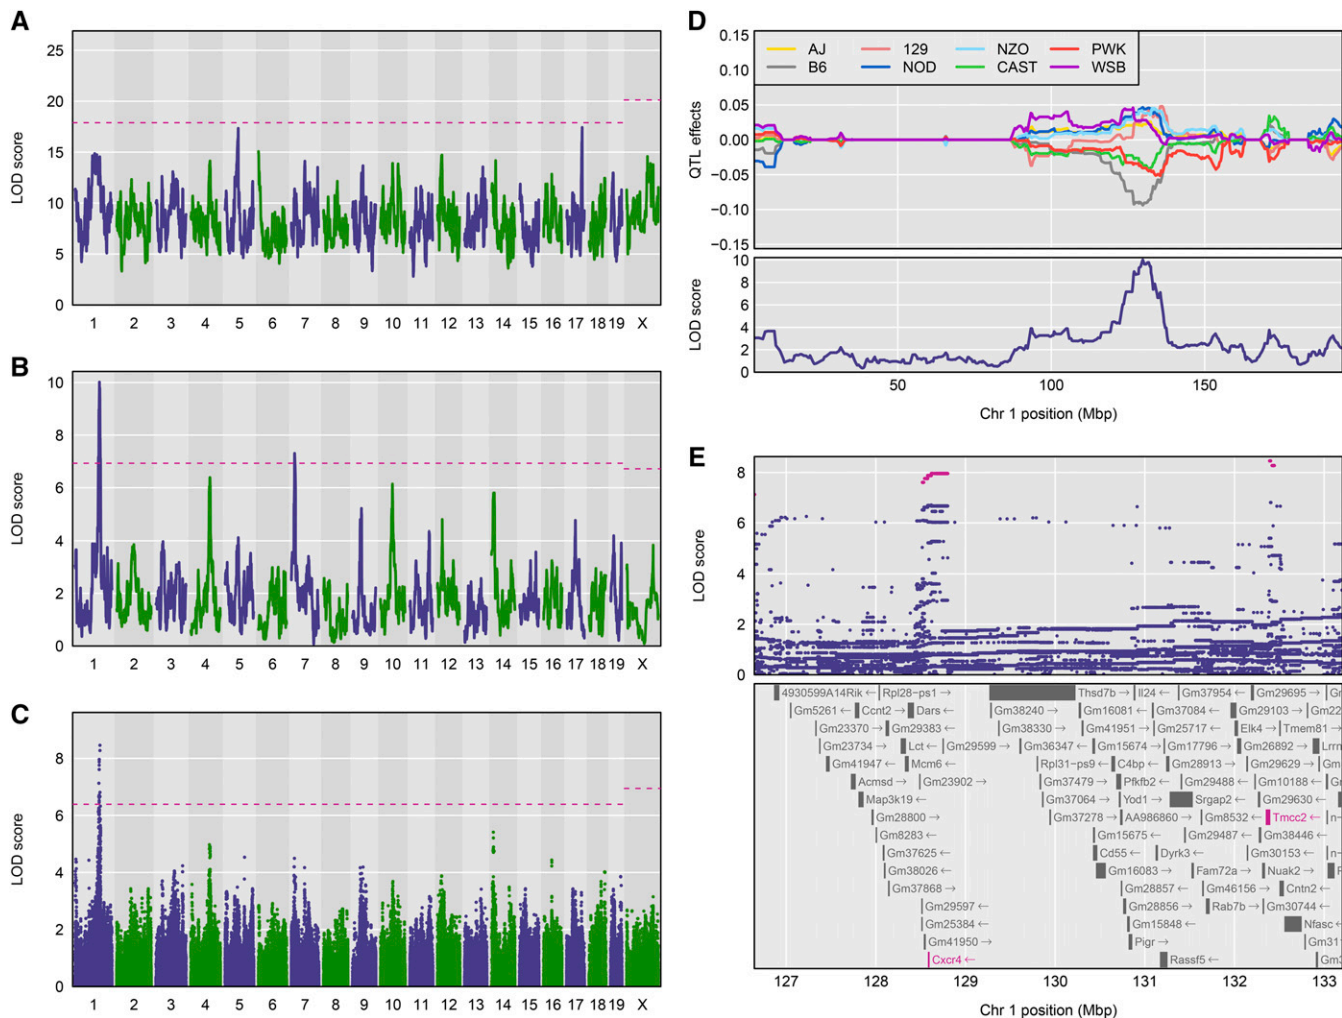 A
LOD score
25
20
15
10
5
0
1 2 3 4 5 6 7 8 9 10 11 12 13 14 15 16 17 18 19 X
B
LOD score
10
8
6
4
2
0
1 2 3 4 5 6 7 8 9 10 11 12 13 14 15 16 17 18 19 X
C
LOD score
8
6
4
2
0
1 2 3 4 5 6 7 8 9 10 11 12 13 14 15 16 17 18 19 X
D
AJ 129 NZO PWK
B6 NOD CAST WSB
QTL effects
0.15
0.10
0.05
0.00
−0.05
−0.10
−0.15
LOD score
10
8
6
4
2
0
50 100 150
Chr 1 position (Mbp)
E
LOD score
8
6
4
2
0
4930599A14Rik← Rpl28−ps1→ Thsd7b→ Il24← Gm37954← Gm29695→ Gm
Gm5261← Ccnt2→ Dars← Gm38240← Gm16081← Gm37084← Gm29103→ Gm22
Gm23370→ Gm29383← Gm38330← Gm41951→ Gm25717← Elk4→ Tmem81←
Gm23734→ Lct← Gm29599→ Gm36347← Gm15674← Gm17796→ Gm26892← Lrrn
Gm41947← Mcm6← Rpl31−ps9← C4bp← Gm28913→ Gm29629→ Gm
Acmsd→ Gm23902→ Gm37479→ Pfkfb2← Gm29488← Gm10188→
Map3k19← Gm37064→ Yod1→ Srgap2← Gm29630←
Gm28800← Gm37278← AA986860→ Gm8532← Tmcc2← n−
Gm8283← Gm15675← Gm29487← Gm38446←
Gm37625← Cd55← Dyrk3← Gm30153← n−
Gm38026← Gm16083→ Fam72a→ Nuak2→
Gm37868→ Gm28857← Gm46156→ Cntn2←
Gm29597← Gm28856→ Rab7b← Gm30744→
Gm25384← Gm15848← Nfasc←
Gm41950→ Pigr→ Gm31
Cxcr4← Rassf5← Gm3
127 128 129 130 131 132 133
Chr 1 position (Mbp)